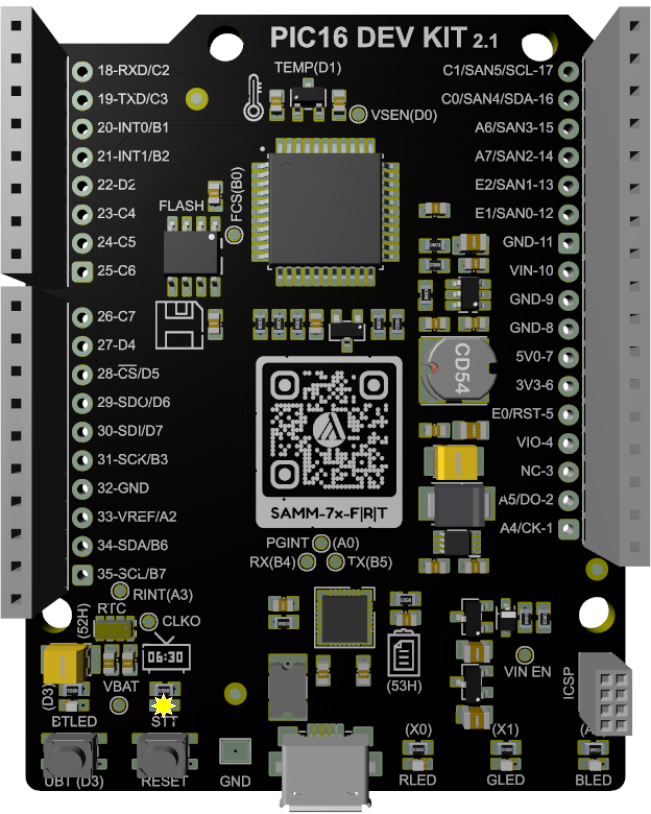 PIC16 DEV KIT 2.1
TEMP(D1)
VSEN(D0)
18-RXD/C2
19-TXD/C3
20-INT0/B1
21-INT1/B2
22-D2
23-C4
24-C5
25-C6
26-C7
27-D4
28-CS/D5
29-SDO/D6
30-SDI/D7
31-SCK/B3
32-GND
33-VREF/A2
34-SDA/B6
35-SCL/B7
C1/SAN5/SCL-17
C0/SAN4/SDA-16
A6/SAN3-15
A7/SAN2-14
E2/SAN1-13
E1/SAN0-12
GND-11
VIN-10
GND-9
GND-8
5V0-7
3V3-6
E0/RST-5
VIO-4
NC-3
A5/DO-2
A4/CK-1
FLASH
FCS(B0)
CD54
SAMM-7x-F|R|T
PGINT (A0)
RX(B4) TX(B5)
RINT(A3)
(52H)
RTC
CLKO
06:30
VBAT
(D3)
BTLED
STT
UBT (D3)
RESET
GND
(53H)
VIN EN
ICSP
(X0)
RLED
(X1)
GLED
BLED